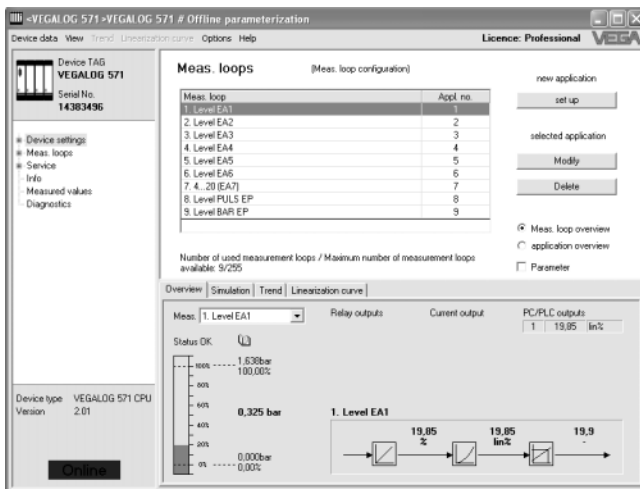 <VEGALOG 571>VEGALOG 571 # Offline parameterization
Device data View Trend Linearization curve Options Help Licence: Professional VEGA
Device TAG
VEGALOG 571
Serial No.
14383496
Device settings
Meas. loops
Service
Info
Measured values
Diagnostics
Device type VEGALOG 571 CPU
Version 2.01
Online
Meas. loops (Meas. loop configuration)
Meas. loop Appl. no.
1. Level EA1 1
2. Level EA2 2
3. Level EA3 3
4. Level EA4 4
5. Level EA5 5
6. Level EA6 6
7. 4...20 (EA7) 7
8. Level PULS EP 8
9. Level BAR EP 9
Number of used measurement loops / Maximum number of measurement loops
available: 9/255
new application
set up
selected application
Modify
Delete
Meas. loop overview
application overview
Parameter
Overview Simulation Trend Linearization curve
Meas. 1. Level EA1 Relay outputs Current output PC/PLC outputs
1 19,85 lin%
Status OK
100% 1,638bar
100,00%
80%
60%
0,325 bar
40%
20%
0% 0,000bar
0,00%
1. Level EA1
19,85 19,85 19,9
% lin% -